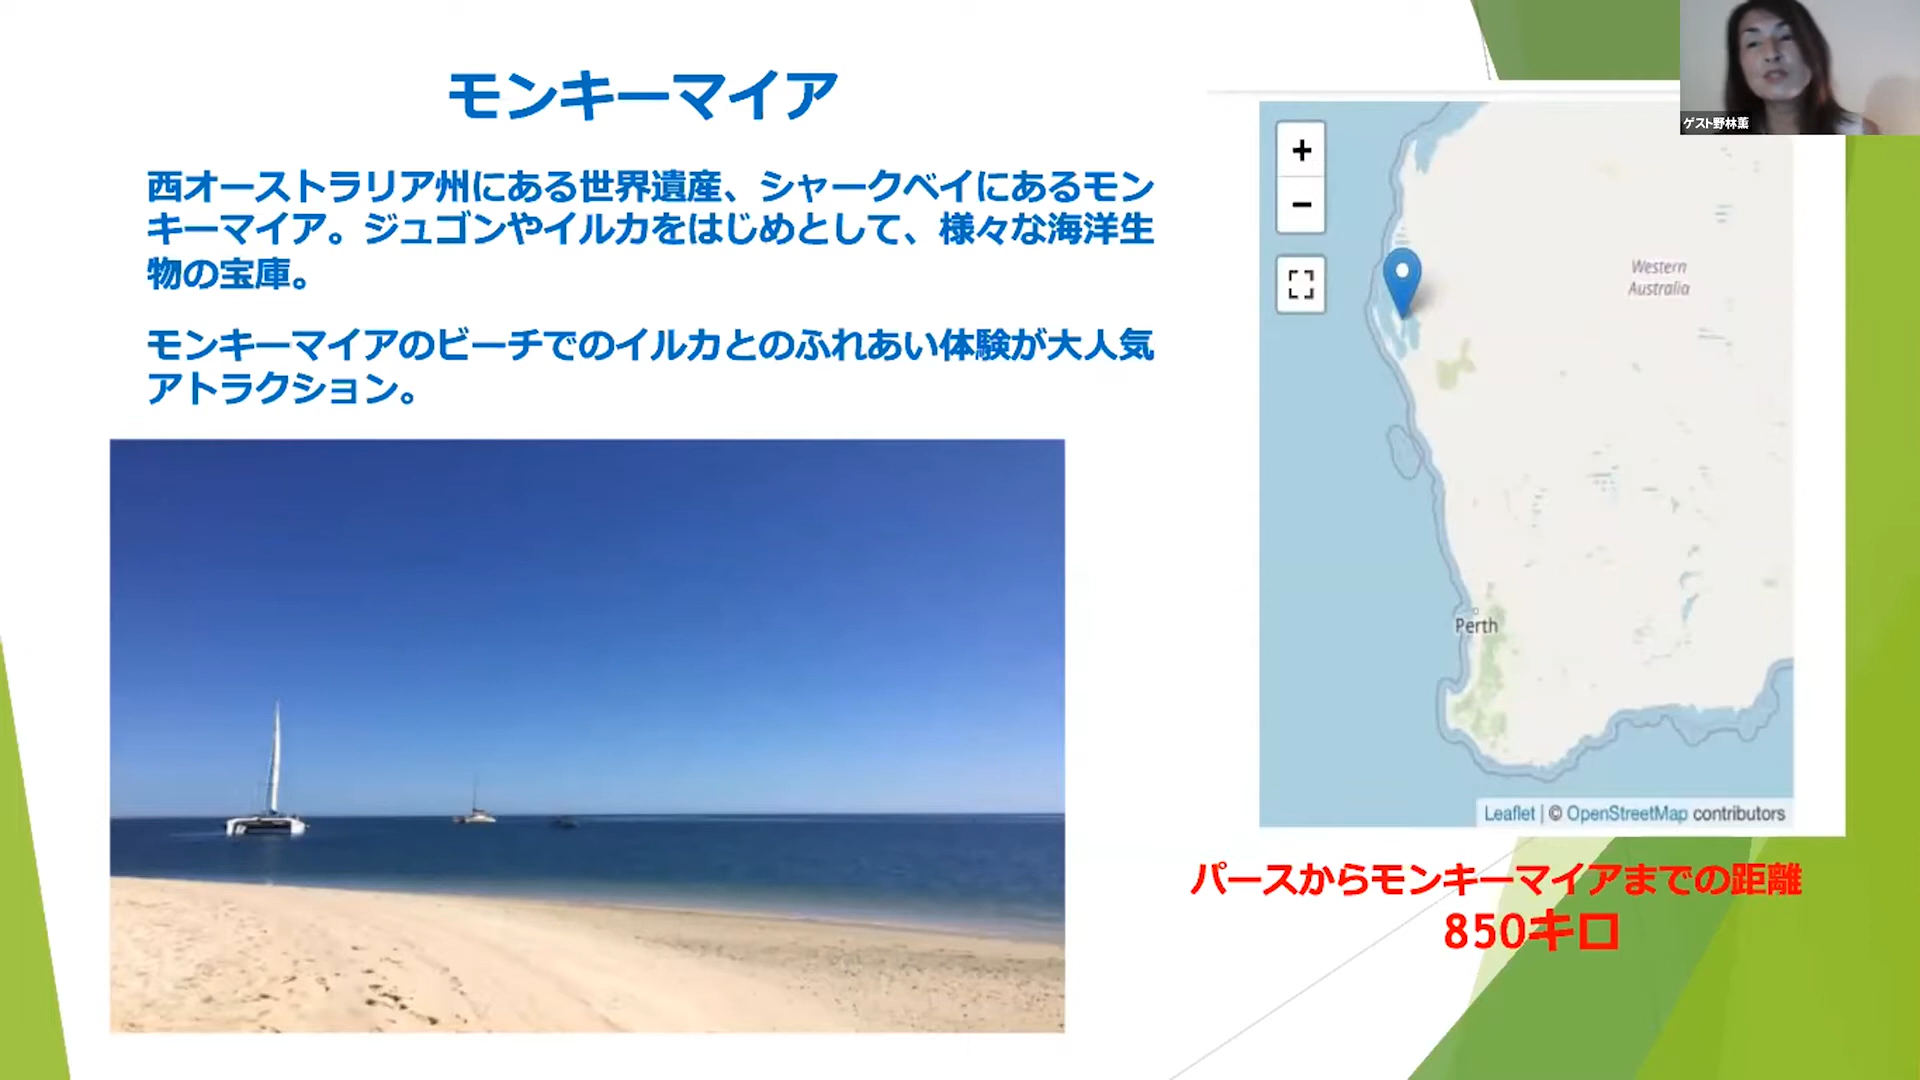 モンキーマイア
西オーストラリア州にある世界遺産、シャークベイにあるモン
キーマイア。ジュゴンやイルカをはじめとして、様々な海洋生
物の宝庫。
モンキーマイアのビーチでのイルカとのふれあい体験が大人気
アトラクション。
ゲスト野林薫
+
−
Western
Australia
Perth
Leaflet | © OpenStreetMap contributors
パースからモンキーマイアまでの距離
850キロ